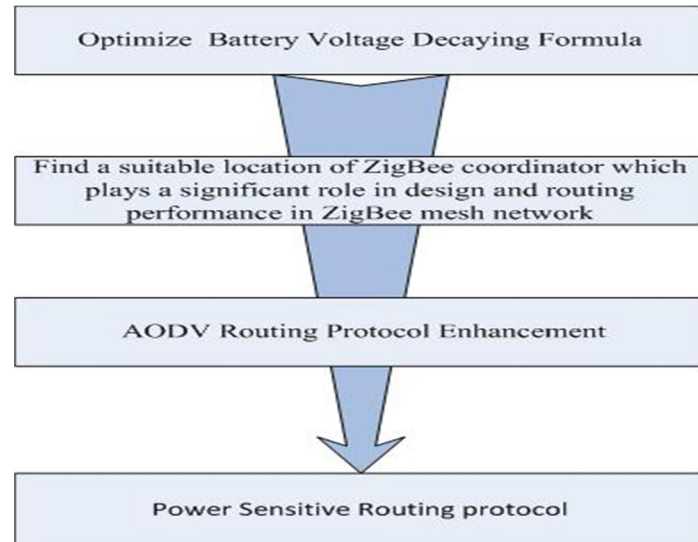 Optimize Battery Voltage Decaying Formula
Find a suitable location of ZigBee coordinator which
plays a significant role in design and routing
performance in ZigBee mesh network
AODV Routing Protocol Enhancement
Power Sensitive Routing protocol